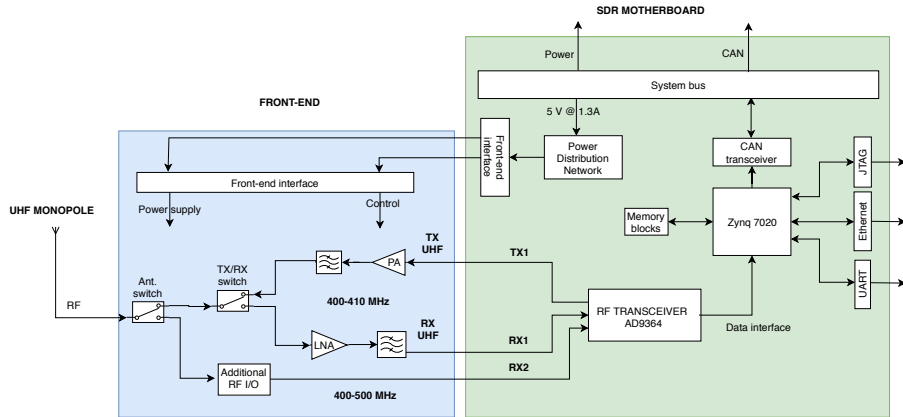 SDR MOTHERBOARD
Power
CAN
System bus
5 V @ 1.3A
FRONT-END
Front-end
interface
Power
Distribution
Network
CAN
transceiver
JTAG
Front-end interface
Power supply
Control
UHF MONOPOLE
Memory
blocks
Zynq 7020
Ethernet
TX
UHF
TX1
PA
Ant.
switch
TX/RX
switch
RF
400-410 MHz
UART
RF TRANSCEIVER
AD9364
Data interface
RX
UHF
LNA
RX1
RX2
Additional
RF I/O
400-500 MHz